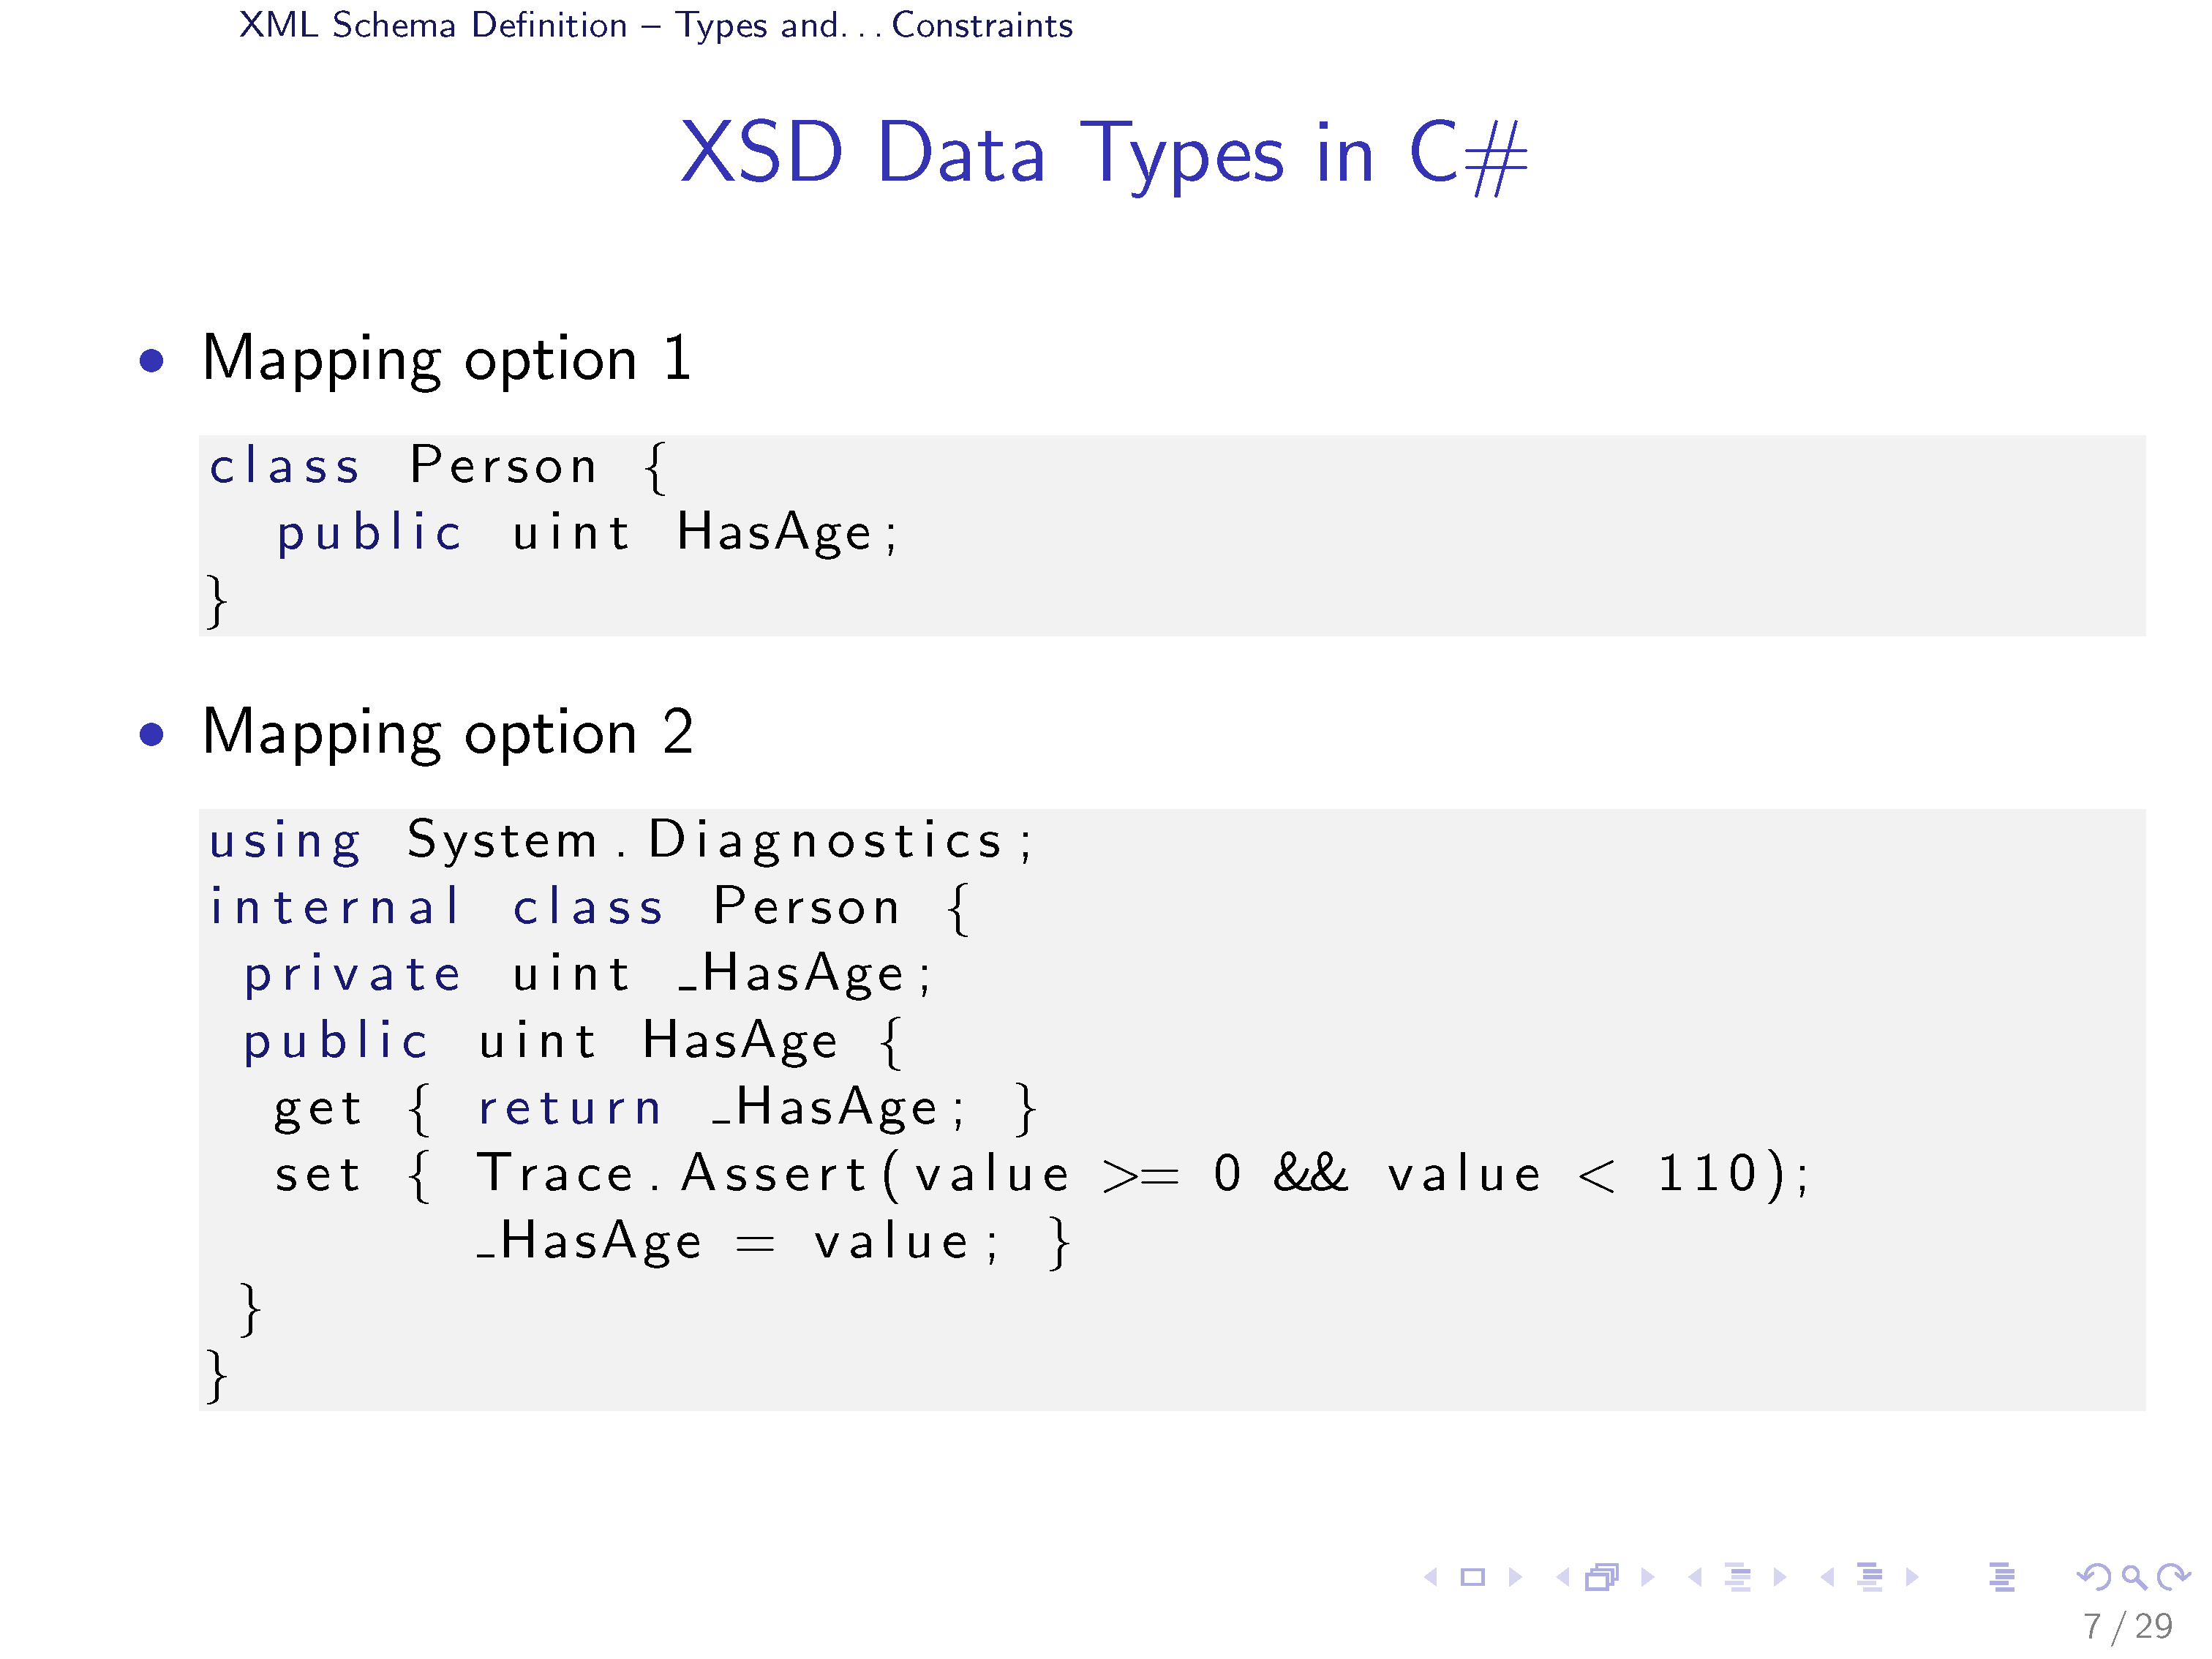 XML Schema Definition – Types and. . . Constraints
XSD Data Types in C#
• Mapping option 1
class Person {
public uint HasAge;
}
• Mapping option 2
using System.Diagnostics;
internal class Person {
private uint _HasAge;
public uint HasAge {
get { return _HasAge; }
set { Trace.Assert(value >= 0 && value < 110);
_HasAge = value; }
}
}
7 / 29